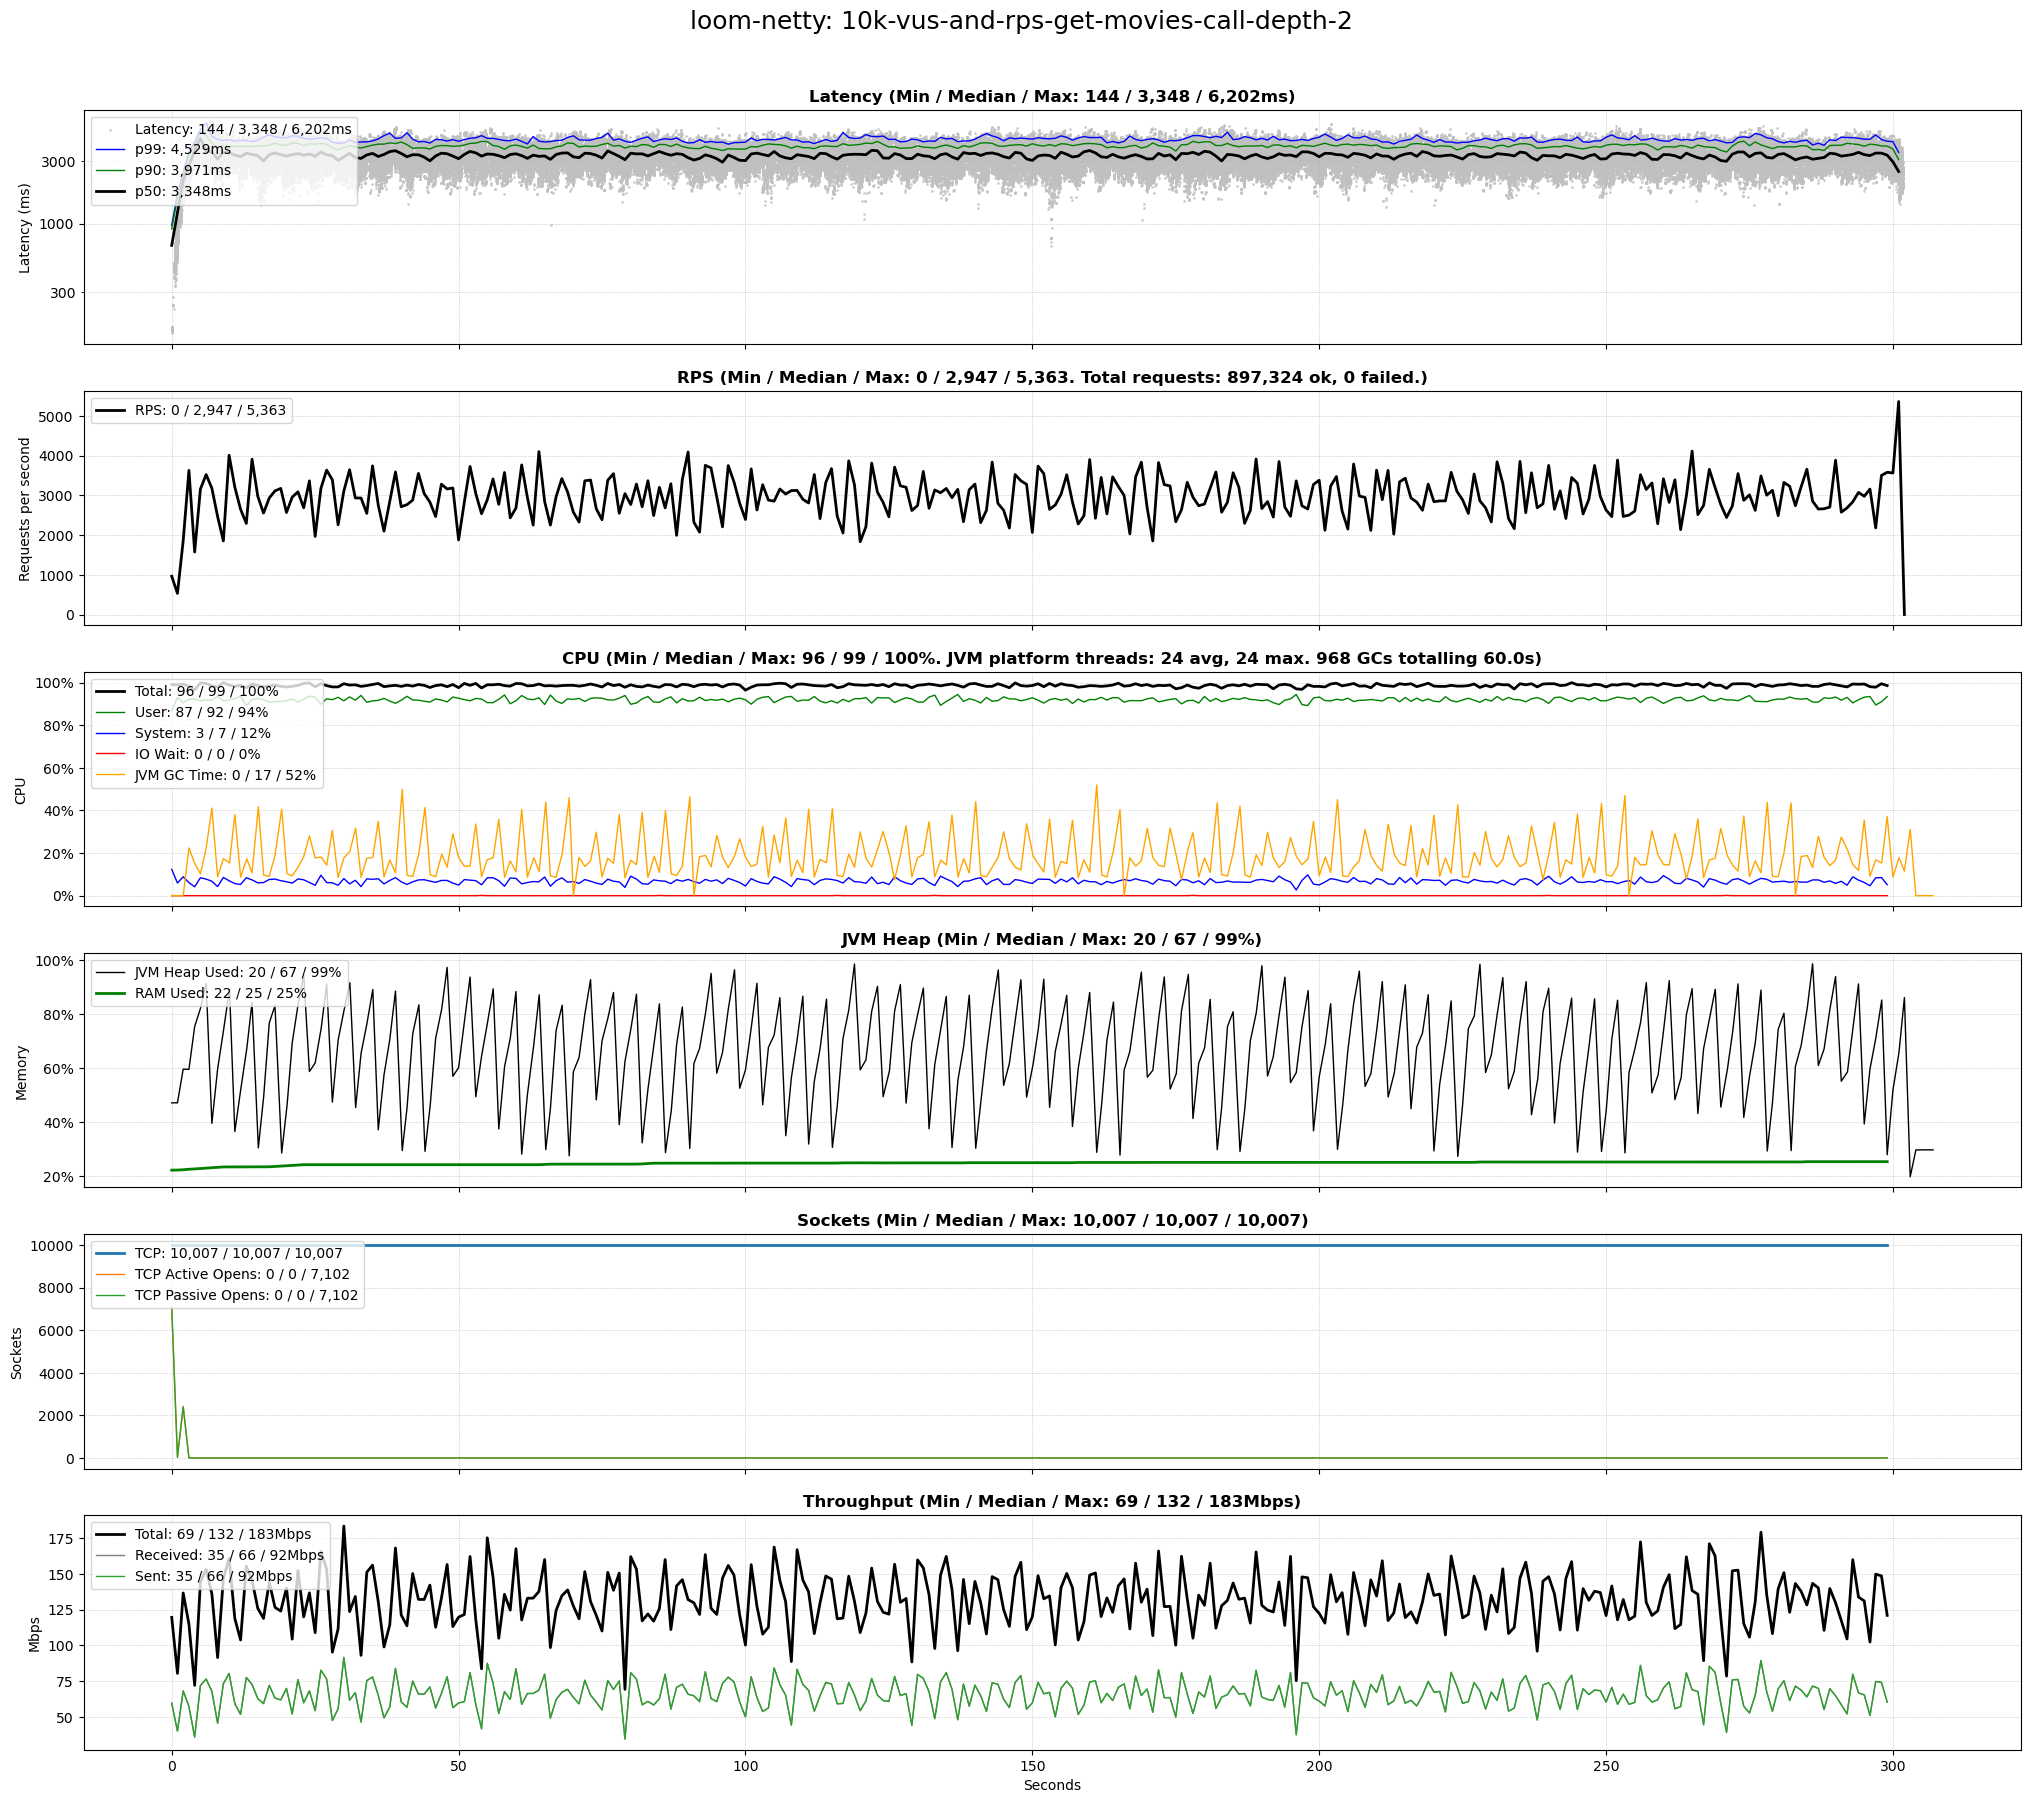 loom-netty: 10k-vus-and-rps-get-movies-call-depth-2
Latency (Min / Median / Max: 144 / 3,348 / 6,202ms)
Latency: 144 / 3,348 / 6,202ms
p99: 4,529ms
p90: 3,971ms
p50: 3,348ms
3000
1000
300
Latency (ms)
RPS (Min / Median / Max: 0 / 2,947 / 5,363. Total requests: 897,324 ok, 0 failed.)
RPS: 0 / 2,947 / 5,363
5000
4000
3000
2000
1000
0
Requests per second
CPU (Min / Median / Max: 96 / 99 / 100%. JVM platform threads: 24 avg, 24 max. 968 GCs totalling 60.0s)
Total: 96 / 99 / 100%
User: 87 / 92 / 94%
System: 3 / 7 / 12%
IO Wait: 0 / 0 / 0%
JVM GC Time: 0 / 17 / 52%
100%
80%
60%
40%
20%
0%
CPU
JVM Heap (Min / Median / Max: 20 / 67 / 99%)
JVM Heap Used: 20 / 67 / 99%
RAM Used: 22 / 25 / 25%
100%
80%
60%
40%
20%
Memory
Sockets (Min / Median / Max: 10,007 / 10,007 / 10,007)
TCP: 10,007 / 10,007 / 10,007
TCP Active Opens: 0 / 0 / 7,102
TCP Passive Opens: 0 / 0 / 7,102
10000
8000
6000
4000
2000
0
Sockets
Throughput (Min / Median / Max: 69 / 132 / 183Mbps)
Total: 69 / 132 / 183Mbps
Received: 35 / 66 / 92Mbps
Sent: 35 / 66 / 92Mbps
175
150
125
100
75
50
Mbps
0 50 100 150 200 250 300
Seconds